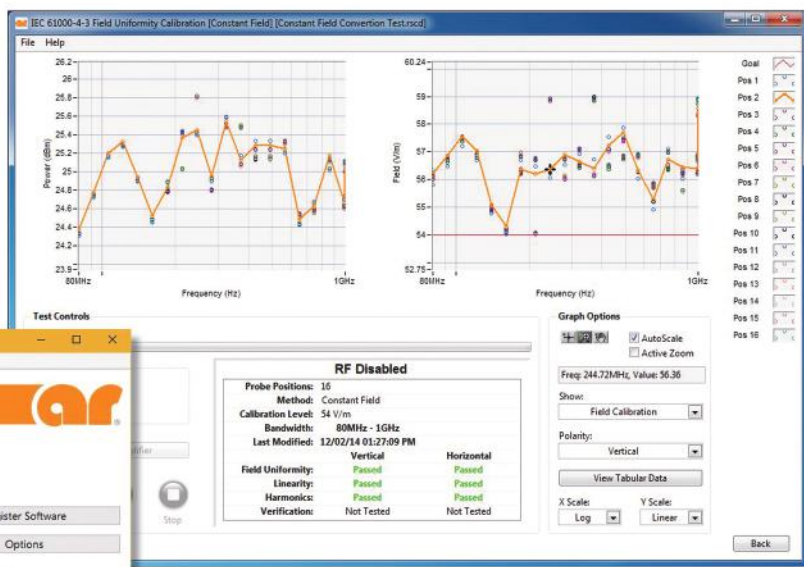 IEC 61000-4-3 Field Uniformity Calibration [Constant Field] [Constant Field Convertion Test.rscd]
File Help
26.2
26
25.8
25.6
25.4
25.2
25
24.8
24.6
24.4
24.2
23.9
Power (dBm)
80MHz
1GHz
Frequency (Hz)
60.24
59
58
57
56
55
54
52.75
Field (V/m)
80MHz
1GHz
Frequency (Hz)
Goal
Pos 1
Pos 2
Pos 3
Pos 4
Pos 5
Pos 6
Pos 7
Pos 8
Pos 9
Pos 10
Pos 11
Pos 12
Pos 13
Pos 14
Pos 15
Pos 16
Test Controls
Stop
RF Disabled
Probe Positions: 16
Method: Constant Field
Calibration Level: 54 V/m
Bandwidth: 80MHz - 1GHz
Last Modified: 12/02/14 01:27:09 PM
Vertical Horizontal
Field Uniformity: Passed Passed
Linearity: Passed Passed
Harmonics: Passed Passed
Verification: Not Tested Not Tested
Graph Options
AutoScale
Active Zoom
Freq: 244.72MHz, Value: 56.36
Show:
Field Calibration
Polarity:
Vertical
View Tabular Data
X Scale: Y Scale:
Log Linear
Back
ar
Software
Options